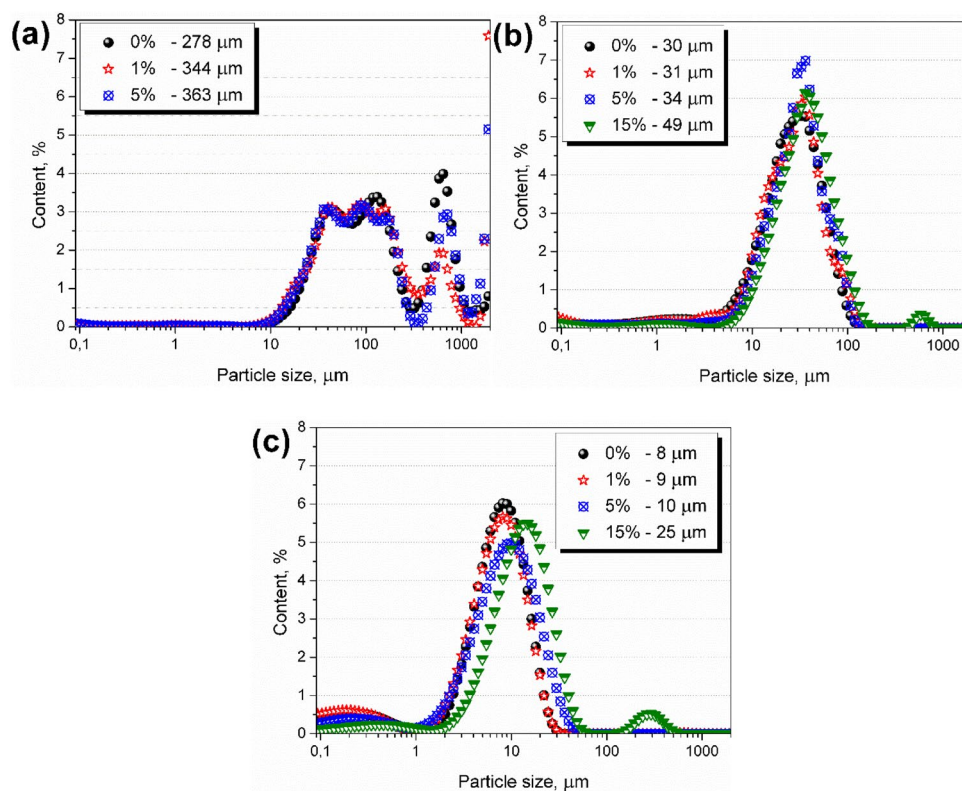 (a)
0% - 278 μm
1% - 344 μm
5% - 363 μm
8
7
6
5
4
3
2
1
0
Content, %
0,1 1 10 100 1000
Particle size, μm
(b)
0% - 30 μm
1% - 31 μm
5% - 34 μm
15% - 49 μm
8
7
6
5
4
3
2
1
0
Content, %
0,1 1 10 100 1000
Particle size, μm
(c)
0% - 8 μm
1% - 9 μm
5% - 10 μm
15% - 25 μm
8
7
6
5
4
3
2
1
0
Content, %
0,1 1 10 100 1000
Particle size, μm